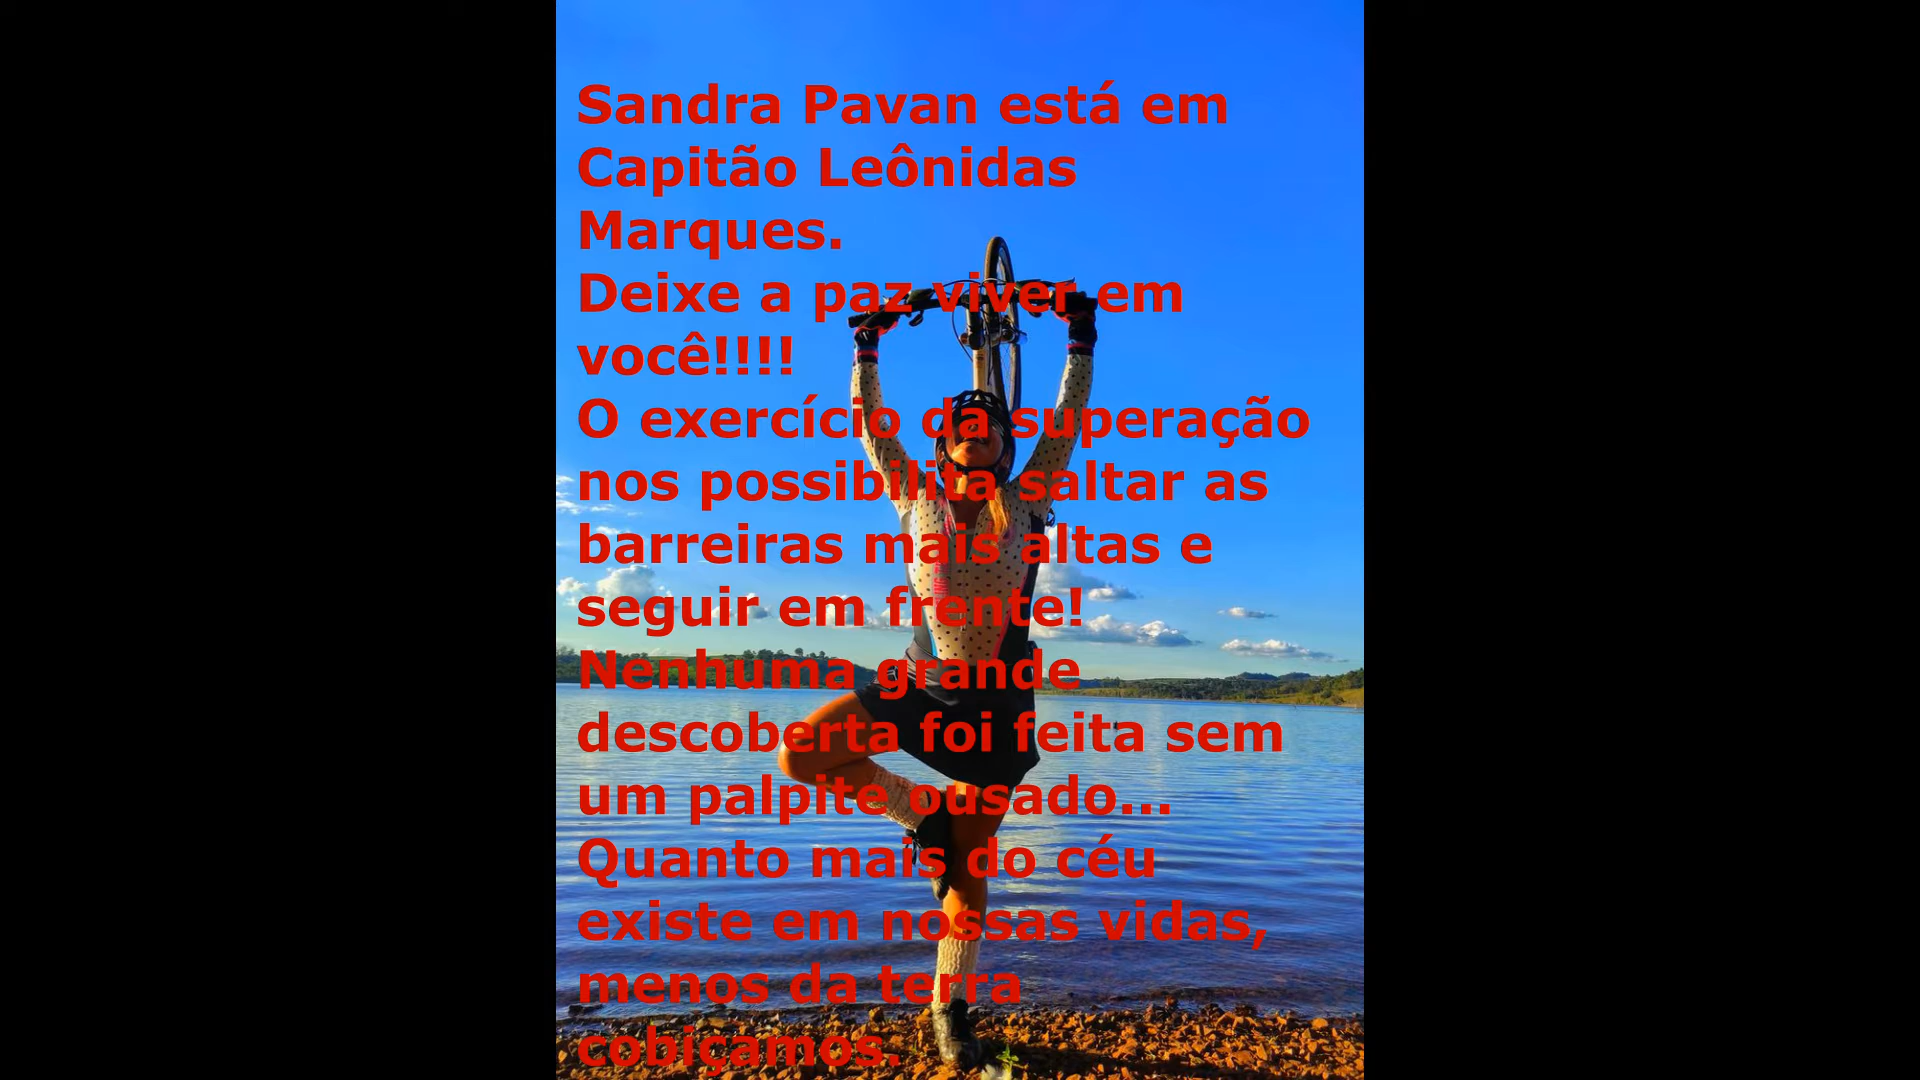 Sandra Pavan está em
Capitão Leônidas
Marques.
Deixe a paz viver em
você!!!!
O exercício da superação
nos possibilita saltar as
barreiras mais altas e
seguir em frente!
Nenhuma grande
descoberta foi feita sem
um palpite ousado...
Quanto mais do céu
existe em nossas vidas,
menos da terra
cobiçamos.